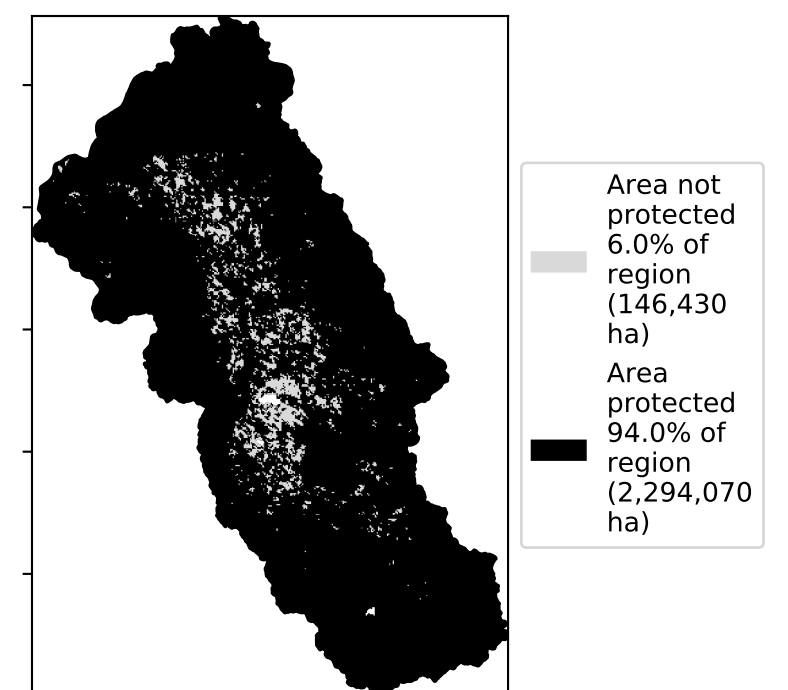 Area not
protected
6.0% of
region
(146,430
ha)
Area
protected
94.0% of
region
(2,294,070
ha)